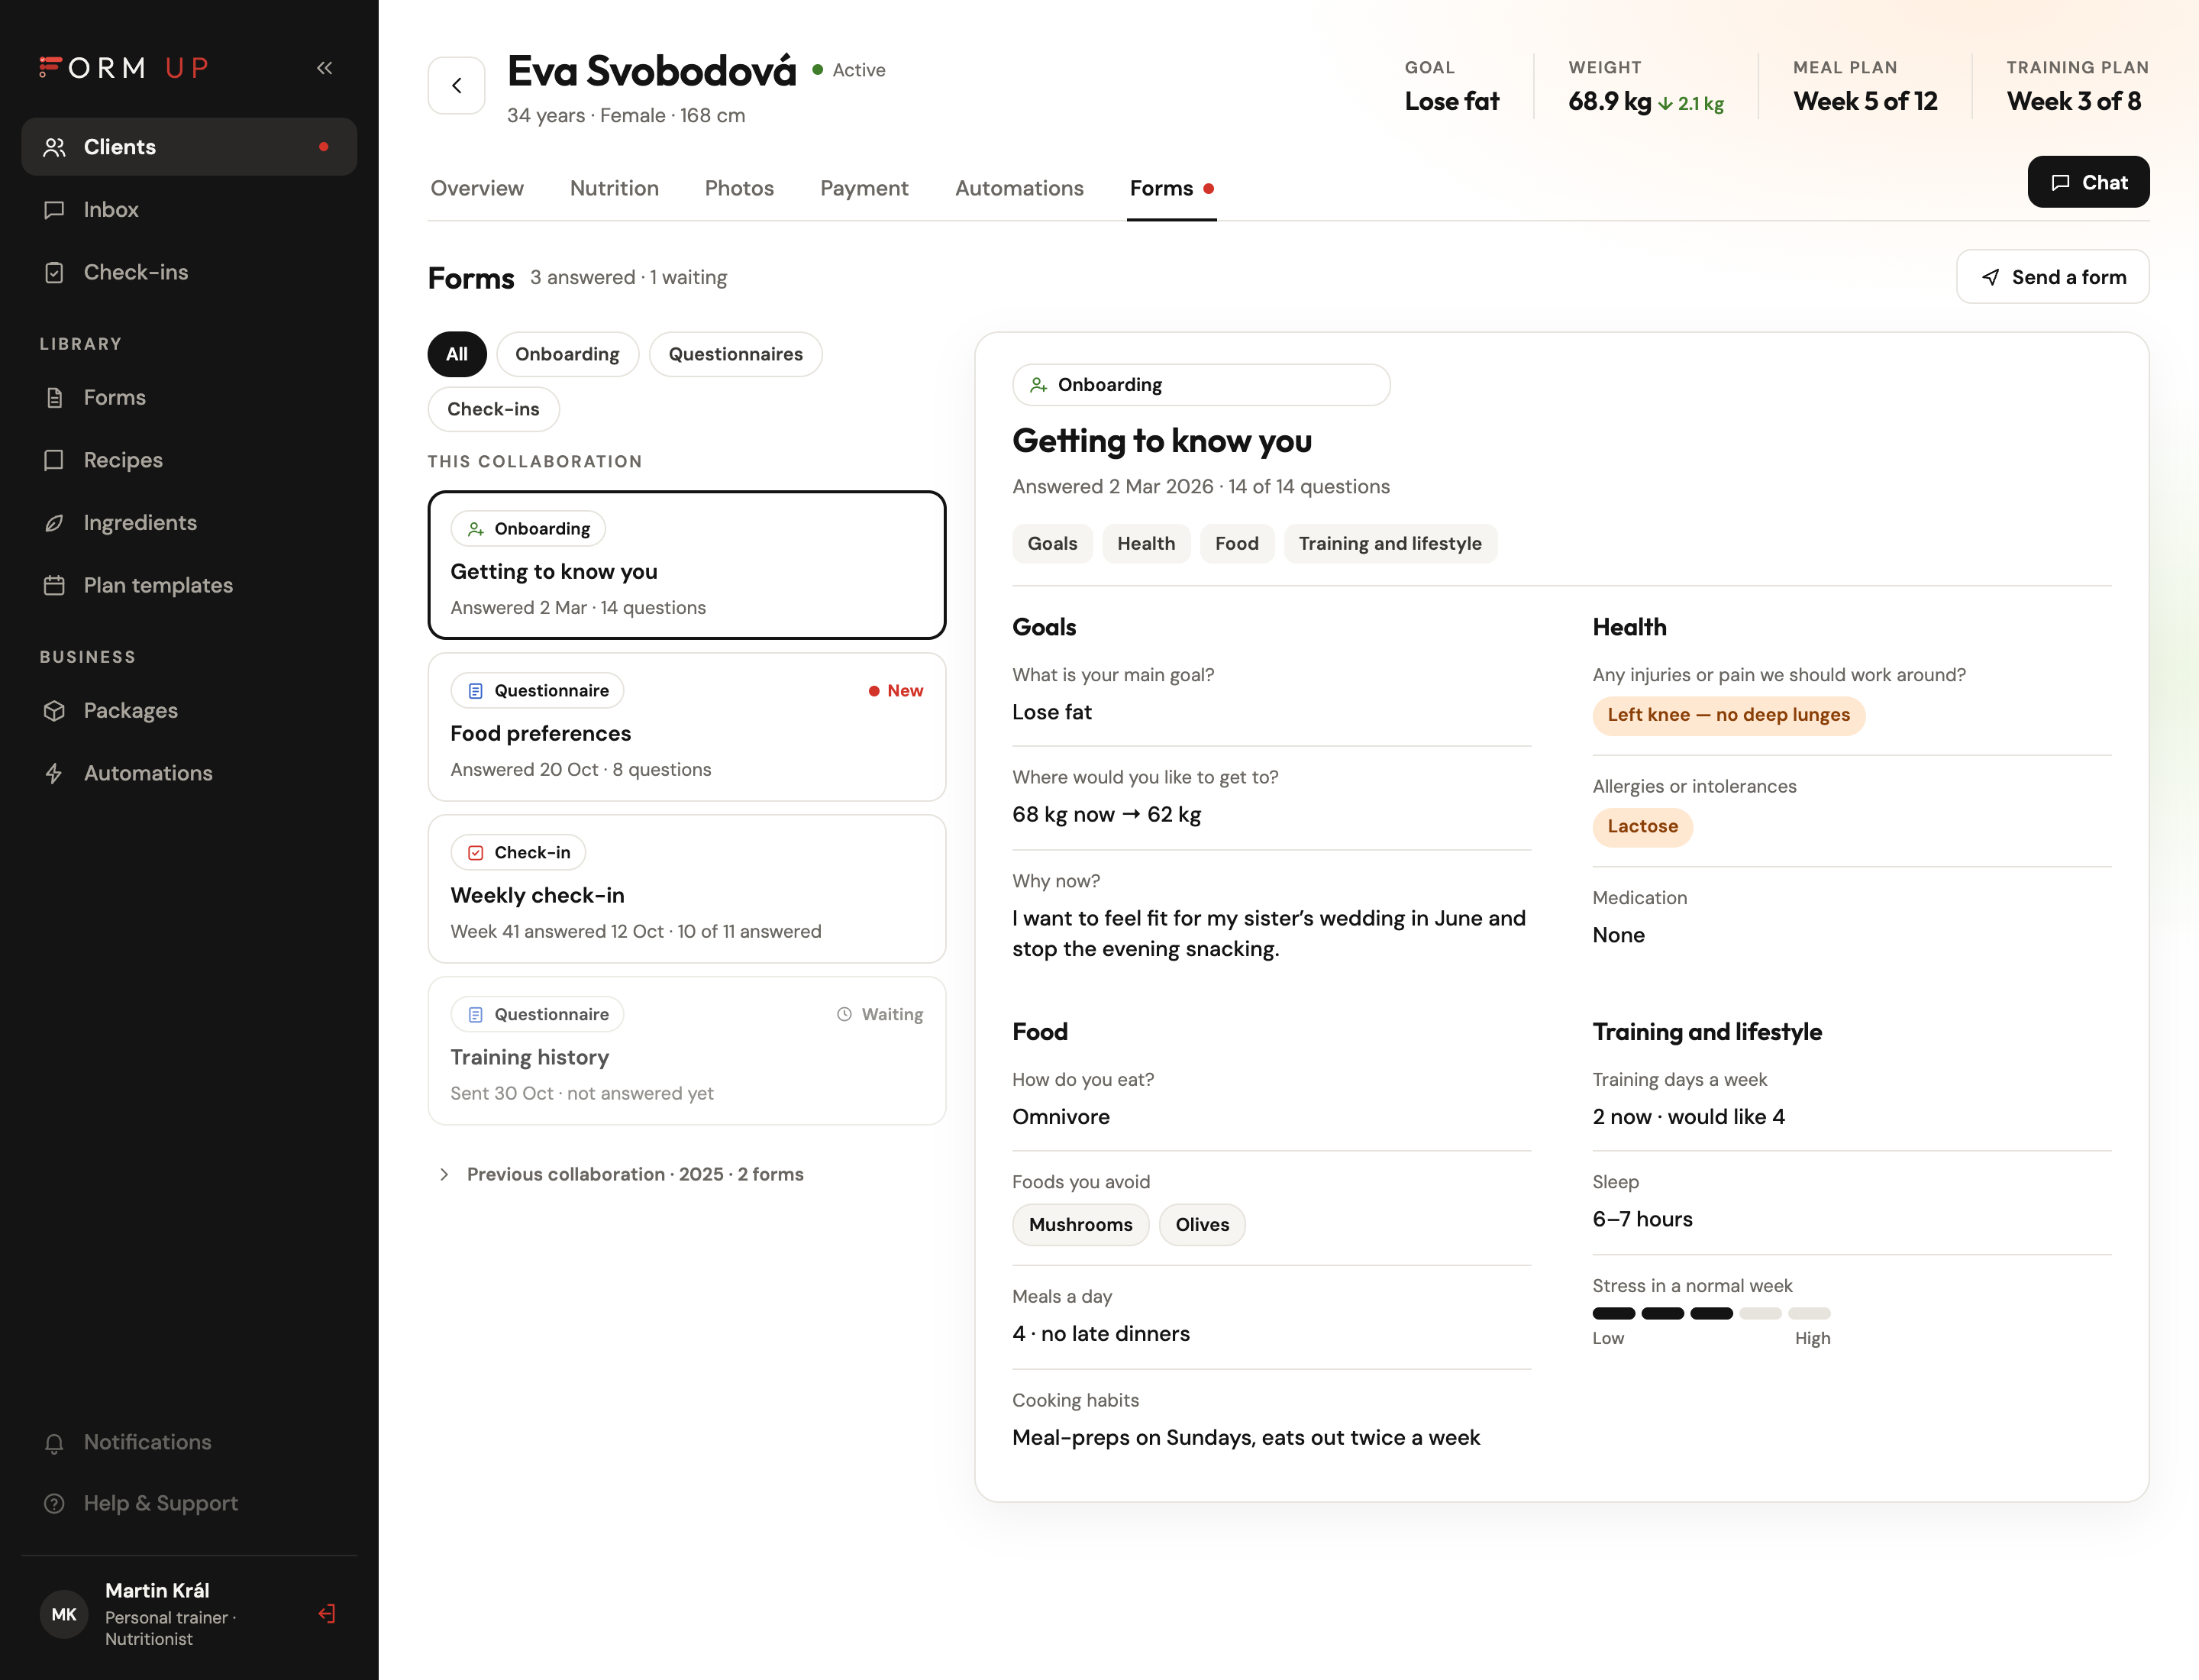 FORM UP
Clients
Inbox
Check-ins
LIBRARY
Forms
Recipes
Ingredients
Plan templates
BUSINESS
Packages
Automations
Notifications
Help & Support
MK
Martin Král
Personal trainer ·
Nutritionist
Eva Svobodová
Active
34 years · Female · 168 cm
GOAL
Lose fat
WEIGHT
68.9 kg ↓ 2.1 kg
MEAL PLAN
Week 5 of 12
TRAINING PLAN
Week 3 of 8
Overview
Nutrition
Photos
Payment
Automations
Forms
Chat
Forms
3 answered · 1 waiting
Send a form
All
Onboarding
Questionnaires
Check-ins
THIS COLLABORATION
Onboarding
Getting to know you
Answered 2 Mar · 14 questions
Questionnaire
New
Food preferences
Answered 20 Oct · 8 questions
Check-in
Weekly check-in
Week 41 answered 12 Oct · 10 of 11 answered
Questionnaire
Waiting
Training history
Sent 30 Oct · not answered yet
Previous collaboration · 2025 · 2 forms
Onboarding
Getting to know you
Answered 2 Mar 2026 · 14 of 14 questions
Goals
Health
Food
Training and lifestyle
Goals
What is your main goal?
Lose fat
Where would you like to get to?
68 kg now → 62 kg
Why now?
I want to feel fit for my sister’s wedding in June and
stop the evening snacking.
Health
Any injuries or pain we should work around?
Left knee — no deep lunges
Allergies or intolerances
Lactose
Medication
None
Food
How do you eat?
Omnivore
Foods you avoid
Mushrooms
Olives
Meals a day
4 · no late dinners
Cooking habits
Meal-preps on Sundays, eats out twice a week
Training and lifestyle
Training days a week
2 now · would like 4
Sleep
6–7 hours
Stress in a normal week
Low
High